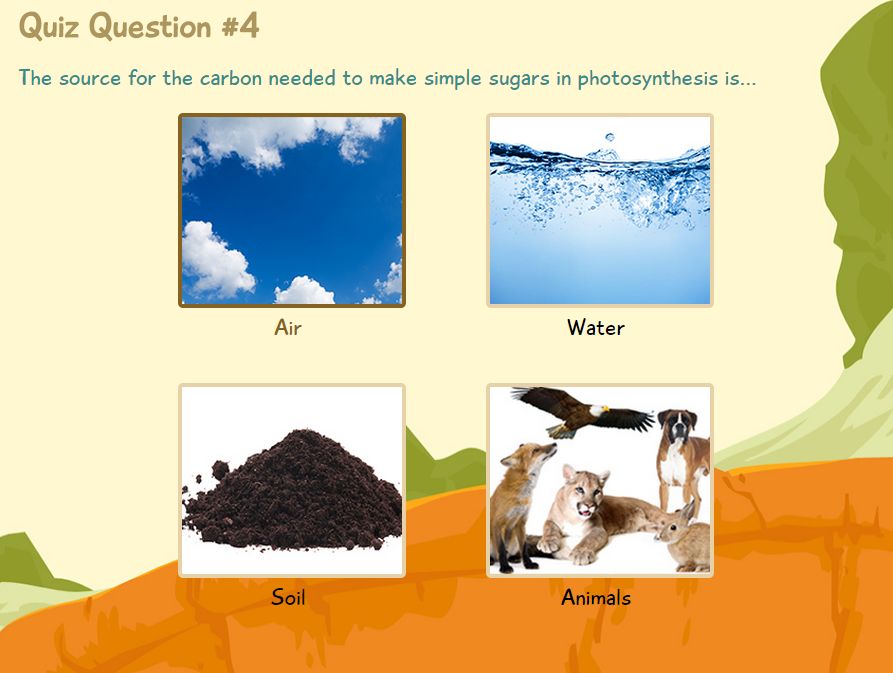 Quiz Question #4
The source for the carbon needed to make simple sugars in photosynthesis is...
Air
Water
Soil
Animals